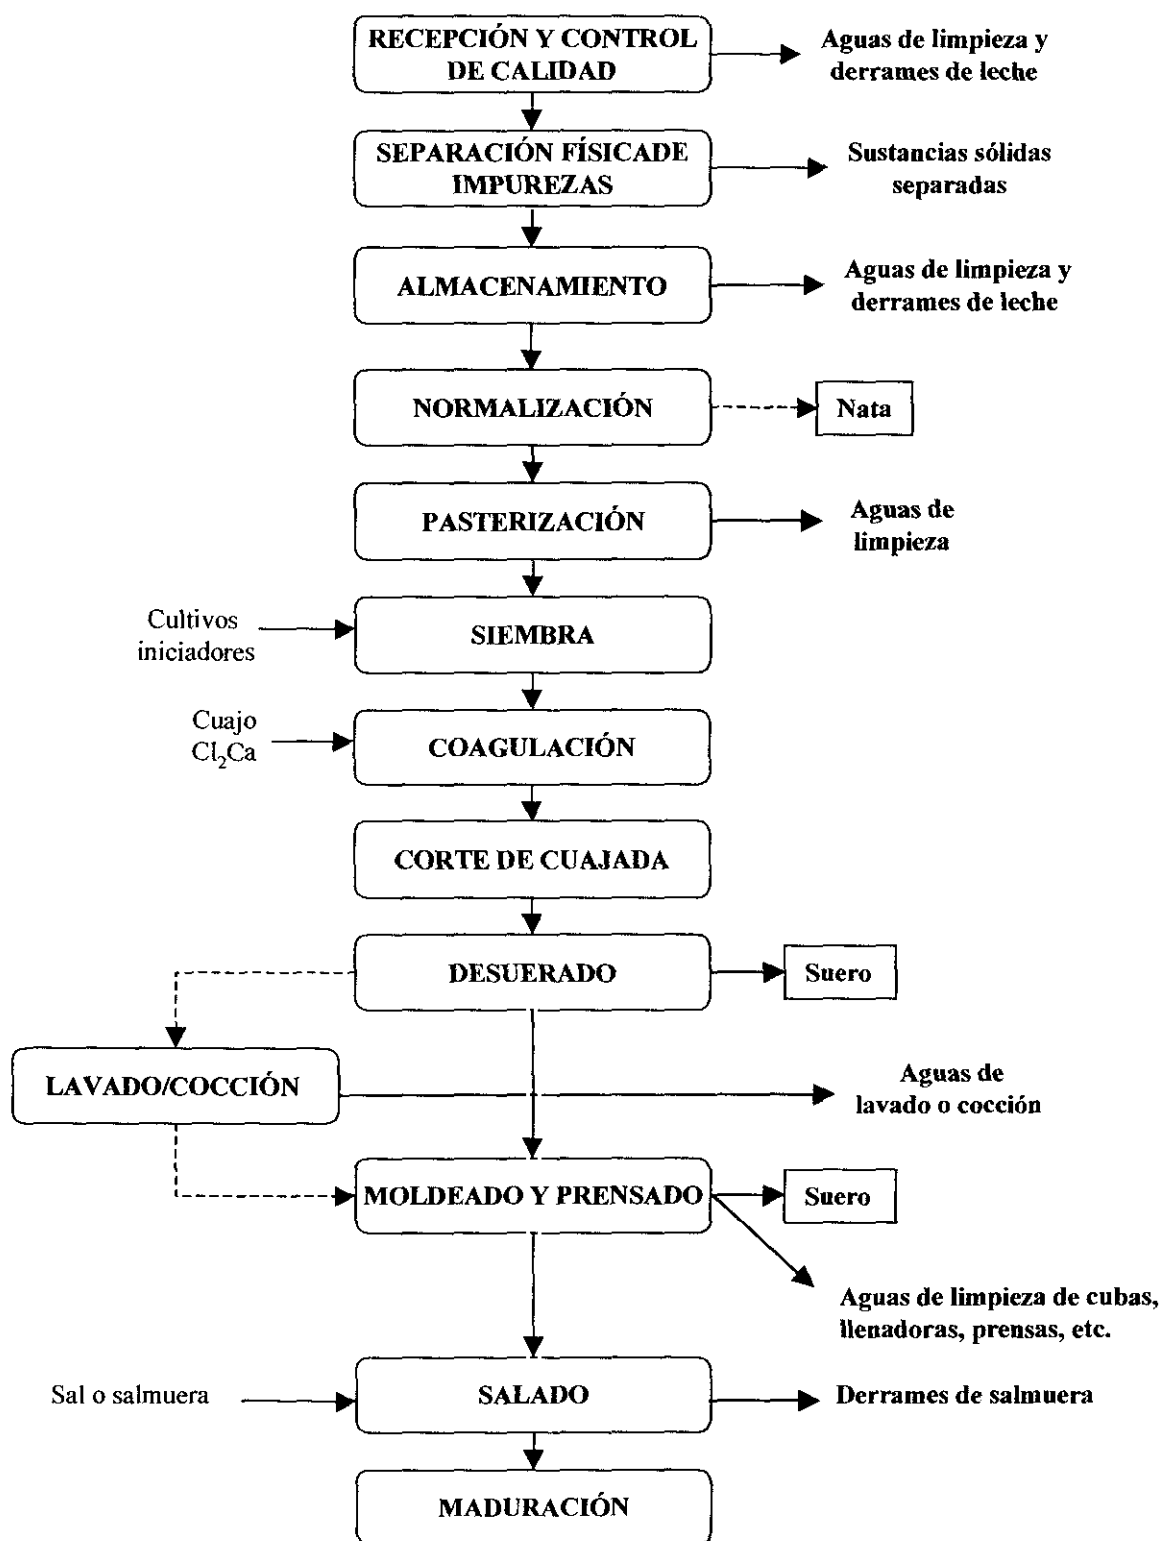 RECEPCIÓN Y CONTROL
DE CALIDAD
Aguas de limpieza y
derrames de leche
SEPARACIÓN FÍSICADE
IMPUREZAS
Sustancias sólidas
separadas
ALMACENAMIENTO
Aguas de limpieza y
derrames de leche
NORMALIZACIÓN
Nata
PASTERIZACIÓN
Aguas de
limpieza
Cultivos
iniciadores
SIEMBRA
Cuajo
Cl₂Ca
COAGULACIÓN
CORTE DE CUAJADA
DESUERADO
Suero
LAVADO/COCCIÓN
Aguas de
lavado o cocción
MOLDEADO Y PRENSADO
Suero
Aguas de limpieza de cubas,
llenadoras, prensas, etc.
Sal o salmuera
SALADO
Derrames de salmuera
MADURACIÓN